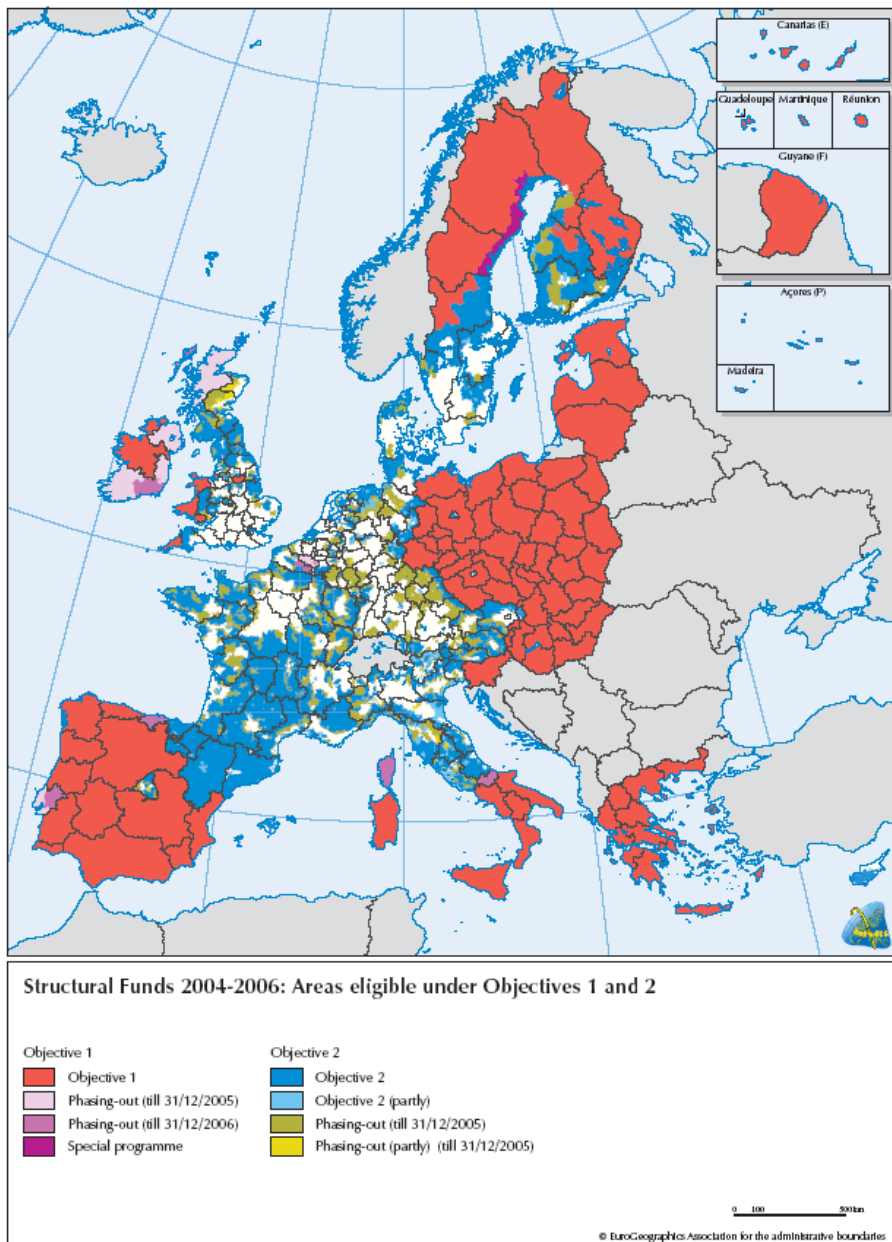 Canarias (E)
Guadeloupe
Martinique
Réunion
Guyane (F)
Açores (P)
Madeira
Structural Funds 2004-2006: Areas eligible under Objectives 1 and 2
Objective 1
Objective 1
Phasing-out (till 31/12/2005)
Phasing-out (till 31/12/2006)
Special programme
Objective 2
Objective 2
Objective 2 (partly)
Phasing-out (till 31/12/2005)
Phasing-out (partly) (till 31/12/2005)
0 100 500 km
© EuroGeographics Association for the administrative boundaries